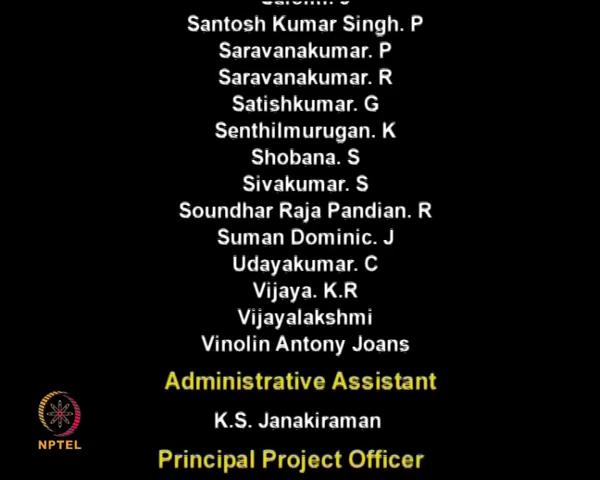 Santosh Kumar Singh. P
Saravanakumar. P
Saravanakumar. R
Satishkumar. G
Senthilmurugan. K
Shobana. S
Sivakumar. S
Soundhar Raja Pandian. R
Suman Dominic. J
Udayakumar. C
Vijaya. K.R
Vijayalakshmi
Vinolin Antony Joans
Administrative Assistant
K.S. Janakiraman
NPTEL
Principal Project Officer